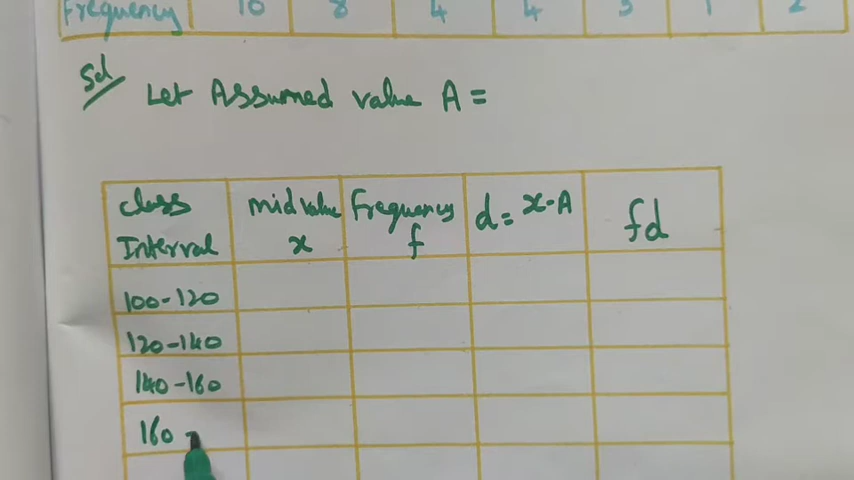 Frequency 10 8 4 4 3 1 2
Sol
Let Assumed value A =
class Interval mid value x Frequency f d = x - A fd
100-120
120-140
140-160
160 -